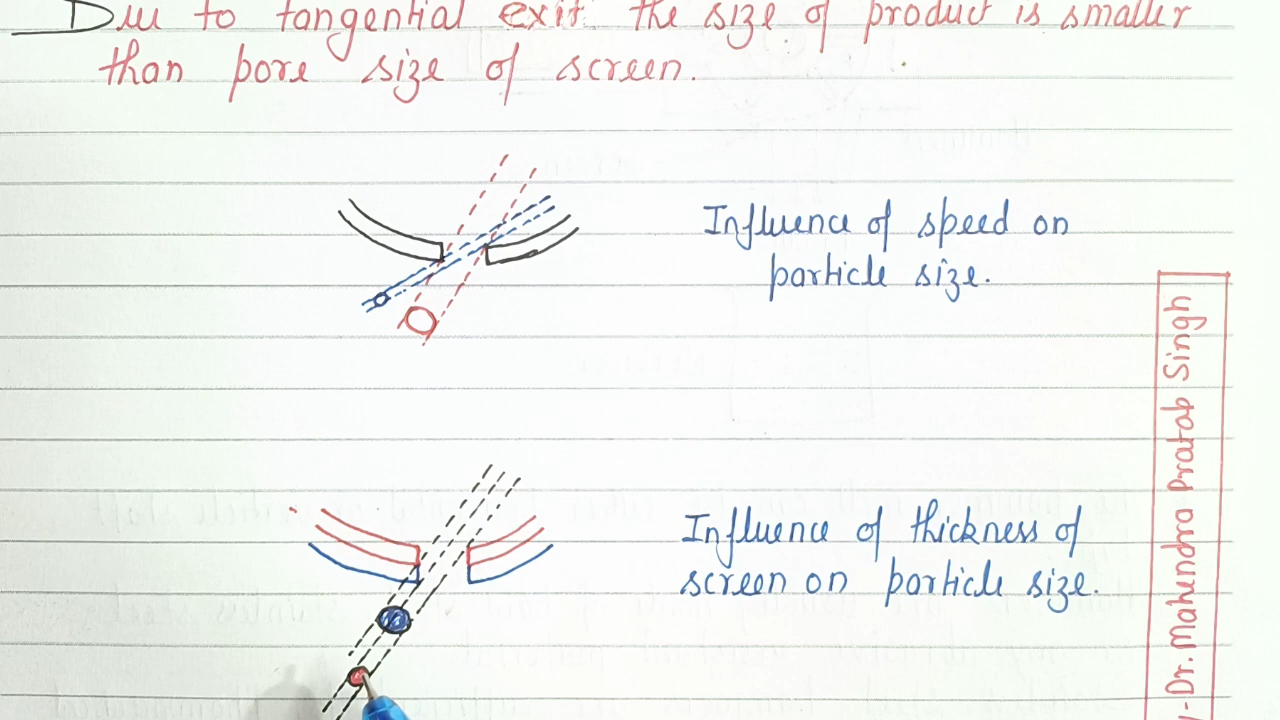 Due to tangential exit the size of product is smaller
than pore size of screen.
Influence of speed on
particle size.
Influence of thickness of
screen on particle size.
- Dr. Mahendra Pratap Singh